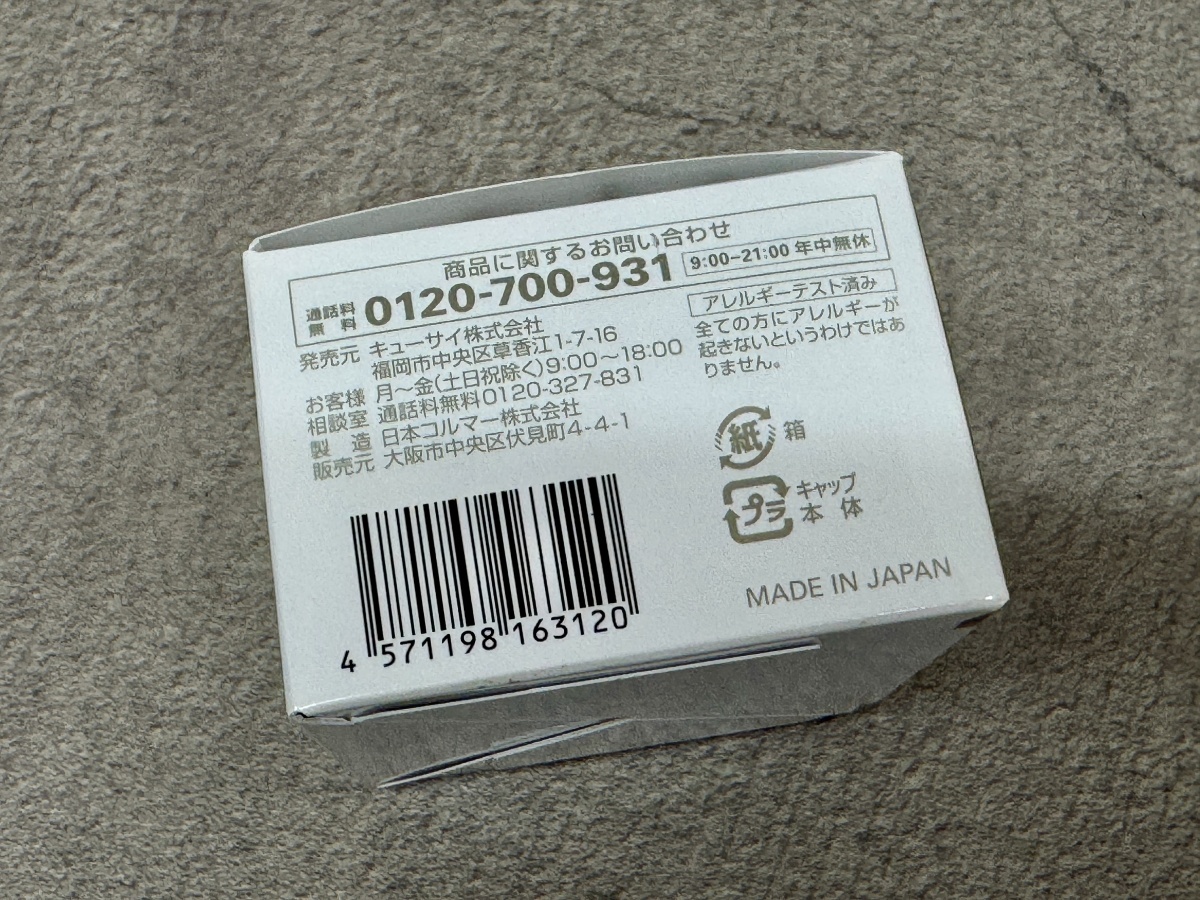 商品に関するお問い合わせ
通話料無料 0120-700-931 9:00-21:00 年中無休
発売元 キューサイ株式会社
福岡市中央区草香江1-7-16
お客様相談室 月〜金(土日祝除く)9:00〜18:00
通話料無料0120-327-831
製造販売元 日本コルマー株式会社
大阪市中央区伏見町4-4-1
アレルギーテスト済み
全ての方にアレルギーが
起きないというわけではあ
りません。
紙 箱
プラ キャップ
本体
MADE IN JAPAN
4 571198 163120